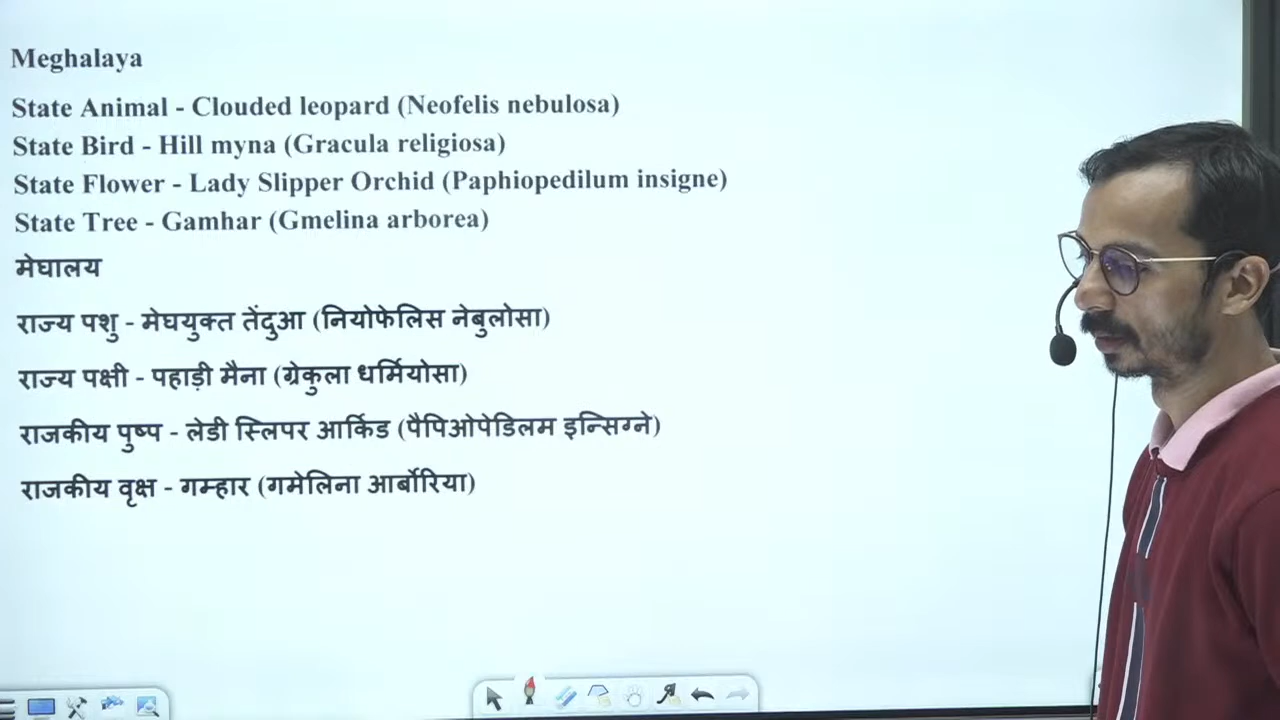 Meghalaya
State Animal - Clouded leopard (Neofelis nebulosa)
State Bird - Hill myna (Gracula religiosa)
State Flower - Lady Slipper Orchid (Paphiopedilum insigne)
State Tree - Gamhar (Gmelina arborea)
मेघालय
राज्य पशु - मेघयुक्त तेंदुआ (नियोफेलिस नेबुलोसा)
राज्य पक्षी - पहाड़ी मैना (ग्रेकुला धर्मियोसा)
राजकीय पुष्प - लेडी स्लिपर आर्किड (पैपिओपेडिलम इन्सिग्ने)
राजकीय वृक्ष - गम्हार (गमेलिना आर्बोरिया)